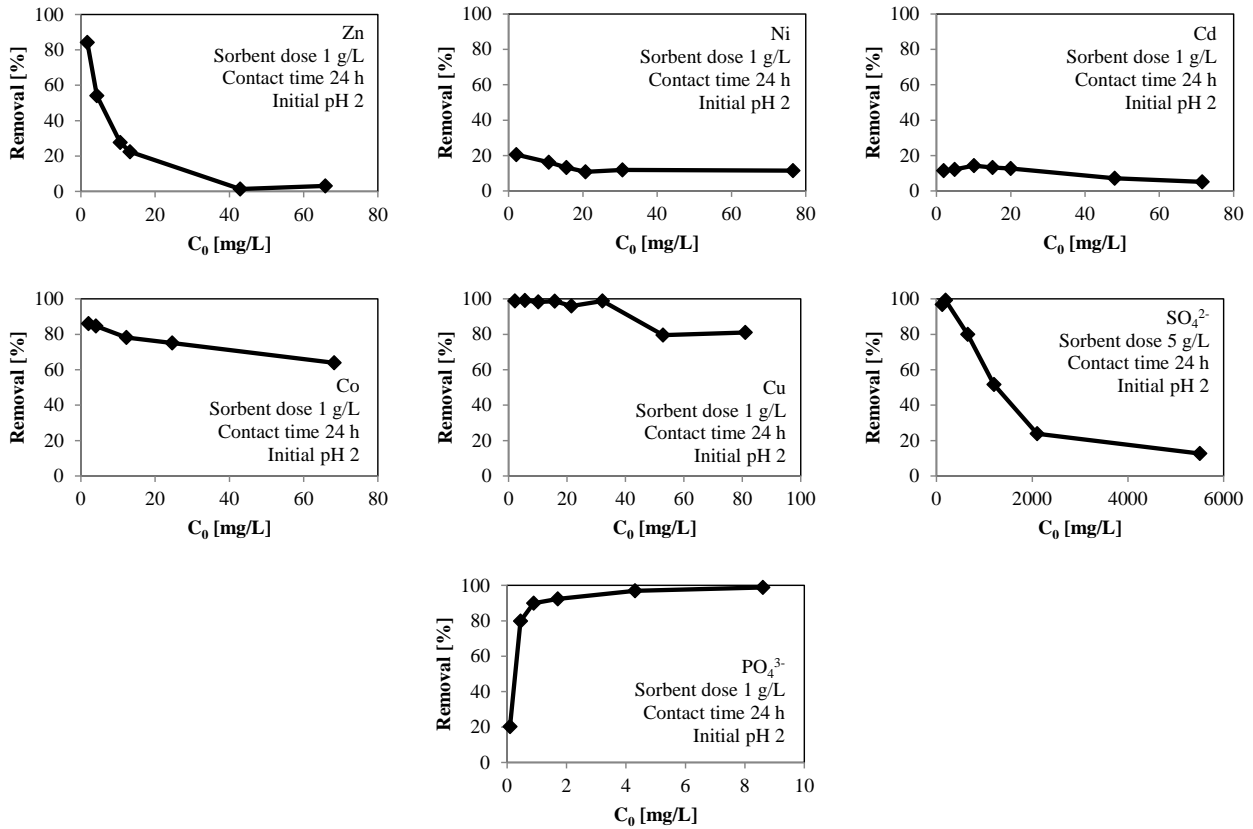 Removal [%]
100
80
60
40
20
0
Zn
Sorbent dose 1 g/L
Contact time 24 h
Initial pH 2
0 20 40 60 80
C₀ [mg/L]
Removal [%]
100
80
60
40
20
0
Ni
Sorbent dose 1 g/L
Contact time 24 h
Initial pH 2
0 20 40 60 80
C₀ [mg/L]
Removal [%]
100
80
60
40
20
0
Cd
Sorbent dose 1 g/L
Contact time 24 h
Initial pH 2
0 20 40 60 80
C₀ [mg/L]
Removal [%]
100
80
60
40
20
0
Co
Sorbent dose 1 g/L
Contact time 24 h
Initial pH 2
0 20 40 60 80
C₀ [mg/L]
Removal [%]
100
80
60
40
20
0
Cu
Sorbent dose 1 g/L
Contact time 24 h
Initial pH 2
0 20 40 60 80 100
C₀ [mg/L]
Removal [%]
100
80
60
40
20
0
SO₄²⁻
Sorbent dose 5 g/L
Contact time 24 h
Initial pH 2
0 2000 4000 6000
C₀ [mg/L]
Removal [%]
100
80
60
40
20
0
PO₄³⁻
Sorbent dose 1 g/L
Contact time 24 h
Initial pH 2
0 2 4 6 8 10
C₀ [mg/L]